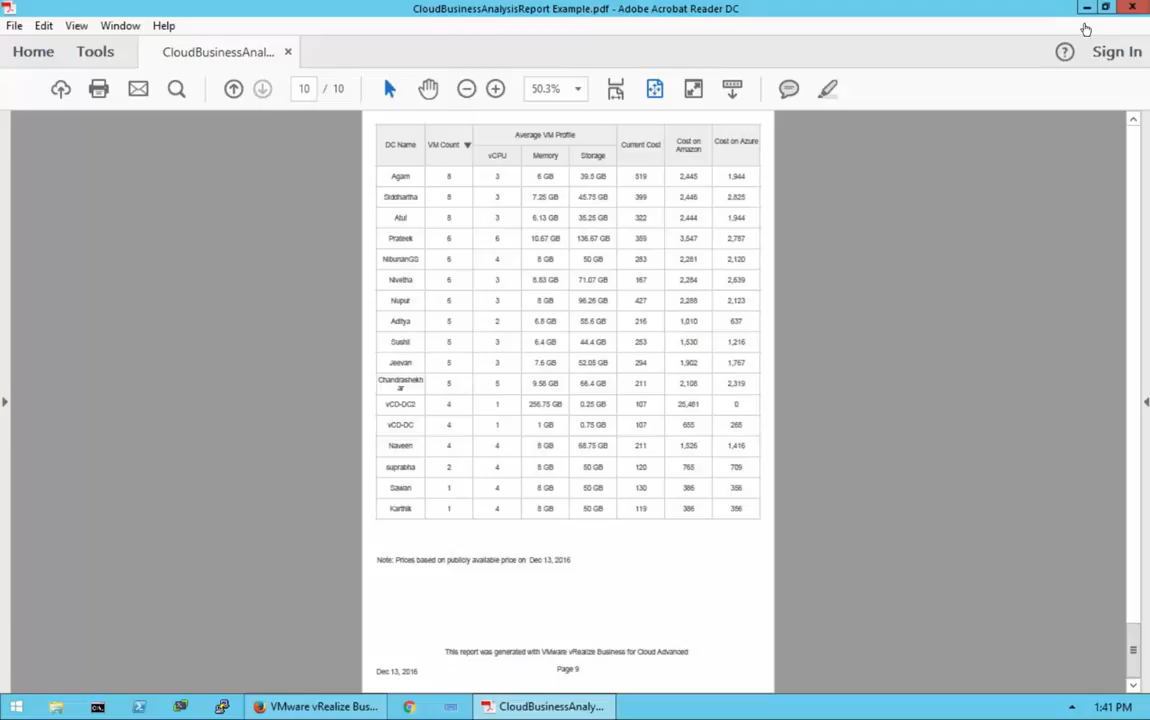 CloudBusinessAnalysisReport Example.pdf - Adobe Acrobat Reader DC
File Edit View Window Help
Home Tools CloudBusinessAnal... × ? Sign In
10 / 10 50.3%
DC Name VM Count ▼ Average VM Profile Current Cost Cost on Amazon Cost on Azure
vCPU Memory Storage
Agam 8 3 6 GB 39.5 GB 519 2,445 1,944
Siddhartha 8 3 7.25 GB 45.75 GB 399 2,446 2,825
Atul 8 3 6.13 GB 35.25 GB 322 2,444 1,944
Prateek 6 6 10.67 GB 136.67 GB 359 3,547 2,787
NibunanGS 6 4 8 GB 50 GB 283 2,281 2,120
Nivetha 6 3 8.83 GB 71.07 GB 167 2,284 2,639
Nupur 6 3 8 GB 96.26 GB 427 2,288 2,123
Aditya 5 2 6.8 GB 55.6 GB 216 1,010 637
Sushil 5 3 6.4 GB 44.4 GB 253 1,530 1,216
Jeevan 5 3 7.6 GB 52.05 GB 294 1,902 1,767
Chandrashekh
ar 5 5 9.58 GB 66.4 GB 211 2,108 2,319
vCD-DC2 4 1 256.75 GB 0.25 GB 107 25,481 0
vCD-DC 4 1 1 GB 0.75 GB 107 655 265
Naveen 4 4 8 GB 68.75 GB 211 1,526 1,416
suprabha 2 4 8 GB 50 GB 120 765 709
Sawan 1 4 8 GB 50 GB 130 386 356
Karthik 1 4 8 GB 50 GB 119 386 356
Note: Prices based on publicly available price on Dec 13, 2016
This report was generated with VMware vRealize Business for Cloud Advanced
Page 9
Dec 13, 2016
VMware vRealize Bus... CloudBusinessAnaly... 1:41 PM